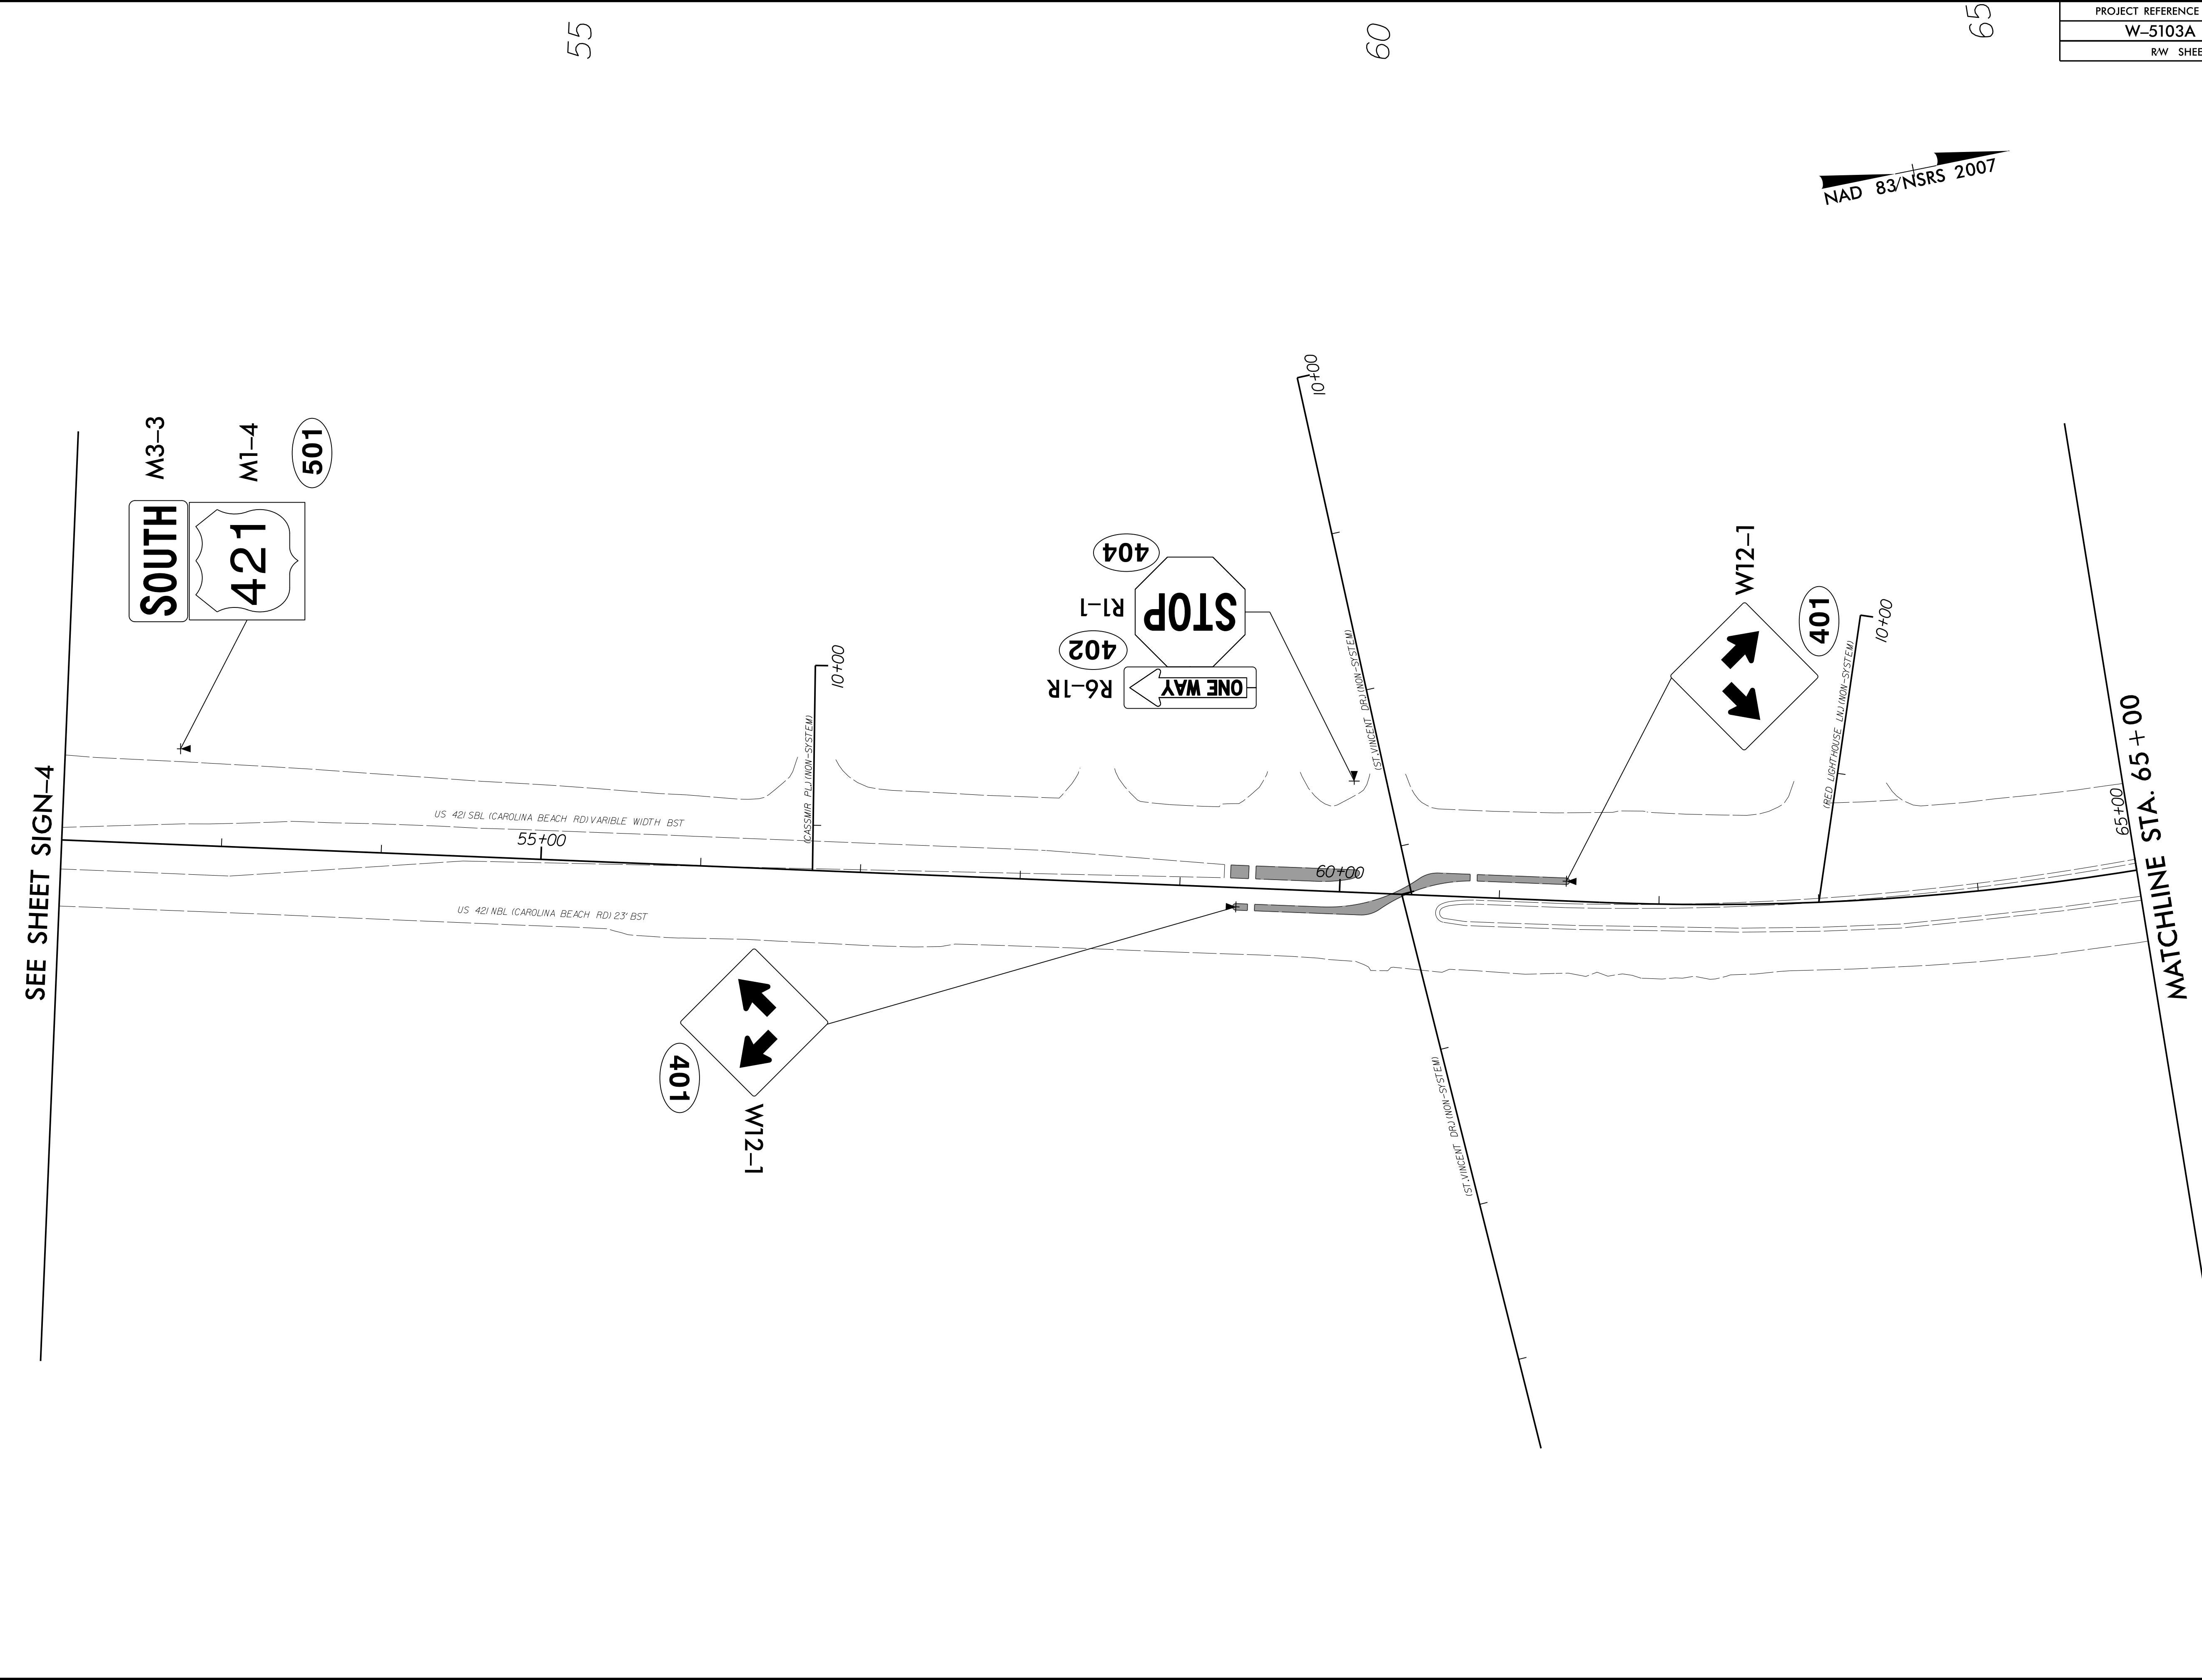 55
60
65
PROJECT REFERENCE
W–5103A
R/W SHEE
NAD 83/NSRS 2007
SEE SHEET SIGN–4
M3–3
M1–4
501
SOUTH
421
10+00
404
R1–1
STOP
402
R6–1R
ONE WAY
10+00
(ST. VINCENT DR.) (NON-SYSTEM)
W12–1
401
10+00
(RED LIGHTHOUSE LN.) (NON-SYSTEM)
(CASSMIR PL.) (NON-SYSTEM)
US 421 SBL (CAROLINA BEACH RD) VARIBLE WIDTH BST
55+00
60+00
65+00
MATCHLINE STA. 65+00
US 421 NBL (CAROLINA BEACH RD) 23' BST
401
W12–1
(ST. VINCENT DR.) (NON-SYSTEM)